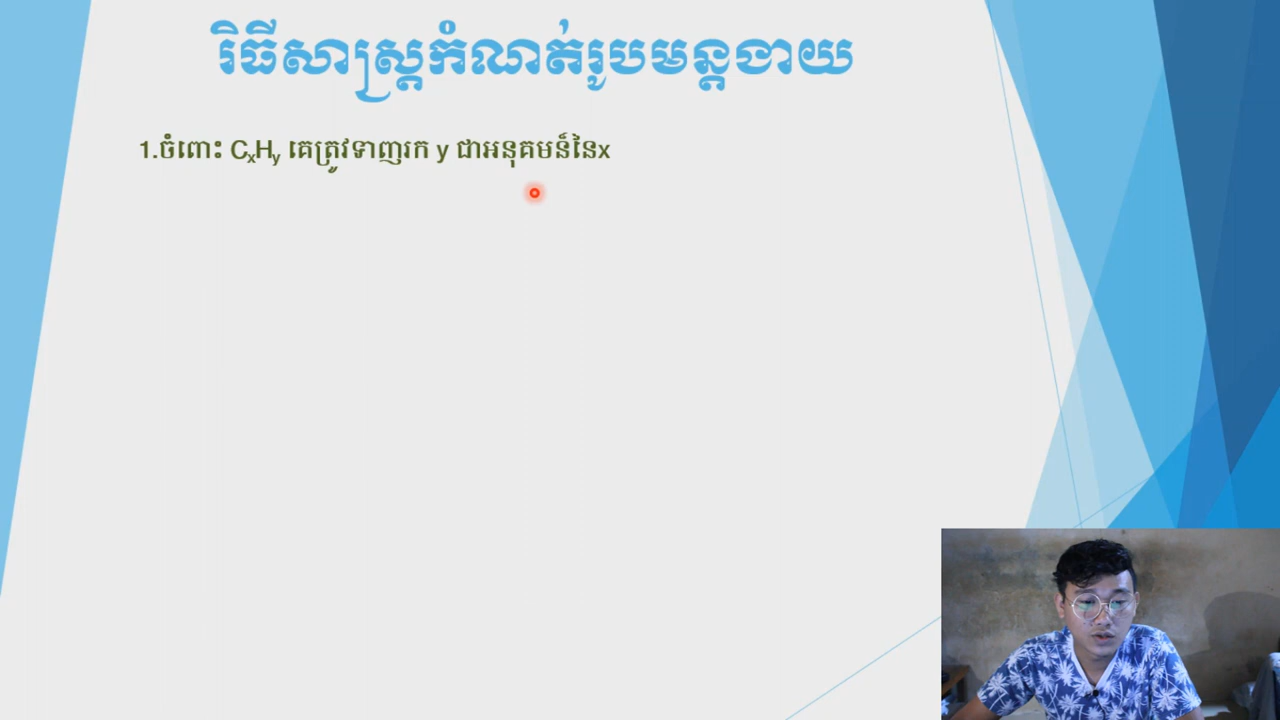 វិធីសាស្ត្រកំណត់រូបមន្តងាយ
1.ចំពោះ CxHy គេត្រូវទាញរក y ជាអនុគមន៏នៃx